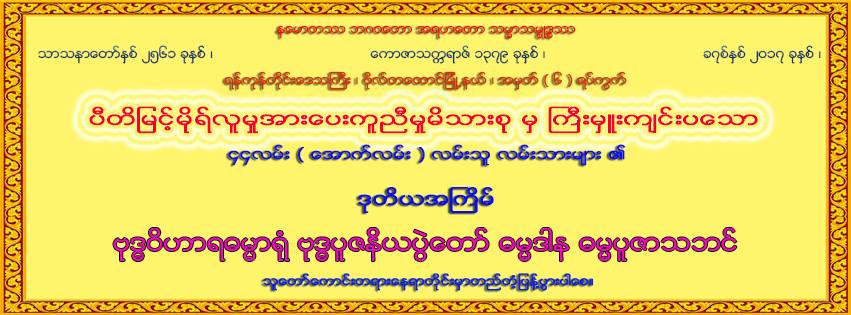 နမောတဿ ဘဂဝတော အရဟတော သမ္မာသမ္ဗုဒ္ဓဿ
သာသနာတော်နှစ် ၂၅၆၁ ခုနှစ်၊ ကောဇာသက္ကရာဇ် ၁၃၇၉ ခုနှစ်၊ ခရစ်နှစ် ၂၀၁၇ ခုနှစ်၊
ရန်ကုန်တိုင်းဒေသကြီး ၊ ဗိုလ်တထောင်မြို့နယ် ၊ အမှတ် ( ၆ ) ရပ်ကွက်
ပီတိမြင့်မိုရ်လူမှုအားပေးကူညီမှုမိသားစု မှ ကြီးမှူးကျင်းပသော
၄၄လမ်း ( အောက်လမ်း ) လမ်းသူ လမ်းသားများ ၏
ဒုတိယအကြိမ်
ဗုဒ္ဓဝိဟာရဓမ္မာရုံ ဗုဒ္ဓပူဇနိယပွဲတော် ဓမ္မဒါန ဓမ္မပူဇာသဘင်
သူတော်ကောင်းတရားနေရာတိုင်းမှာတည်တံ့ပြန့်ပွားပါစေ။